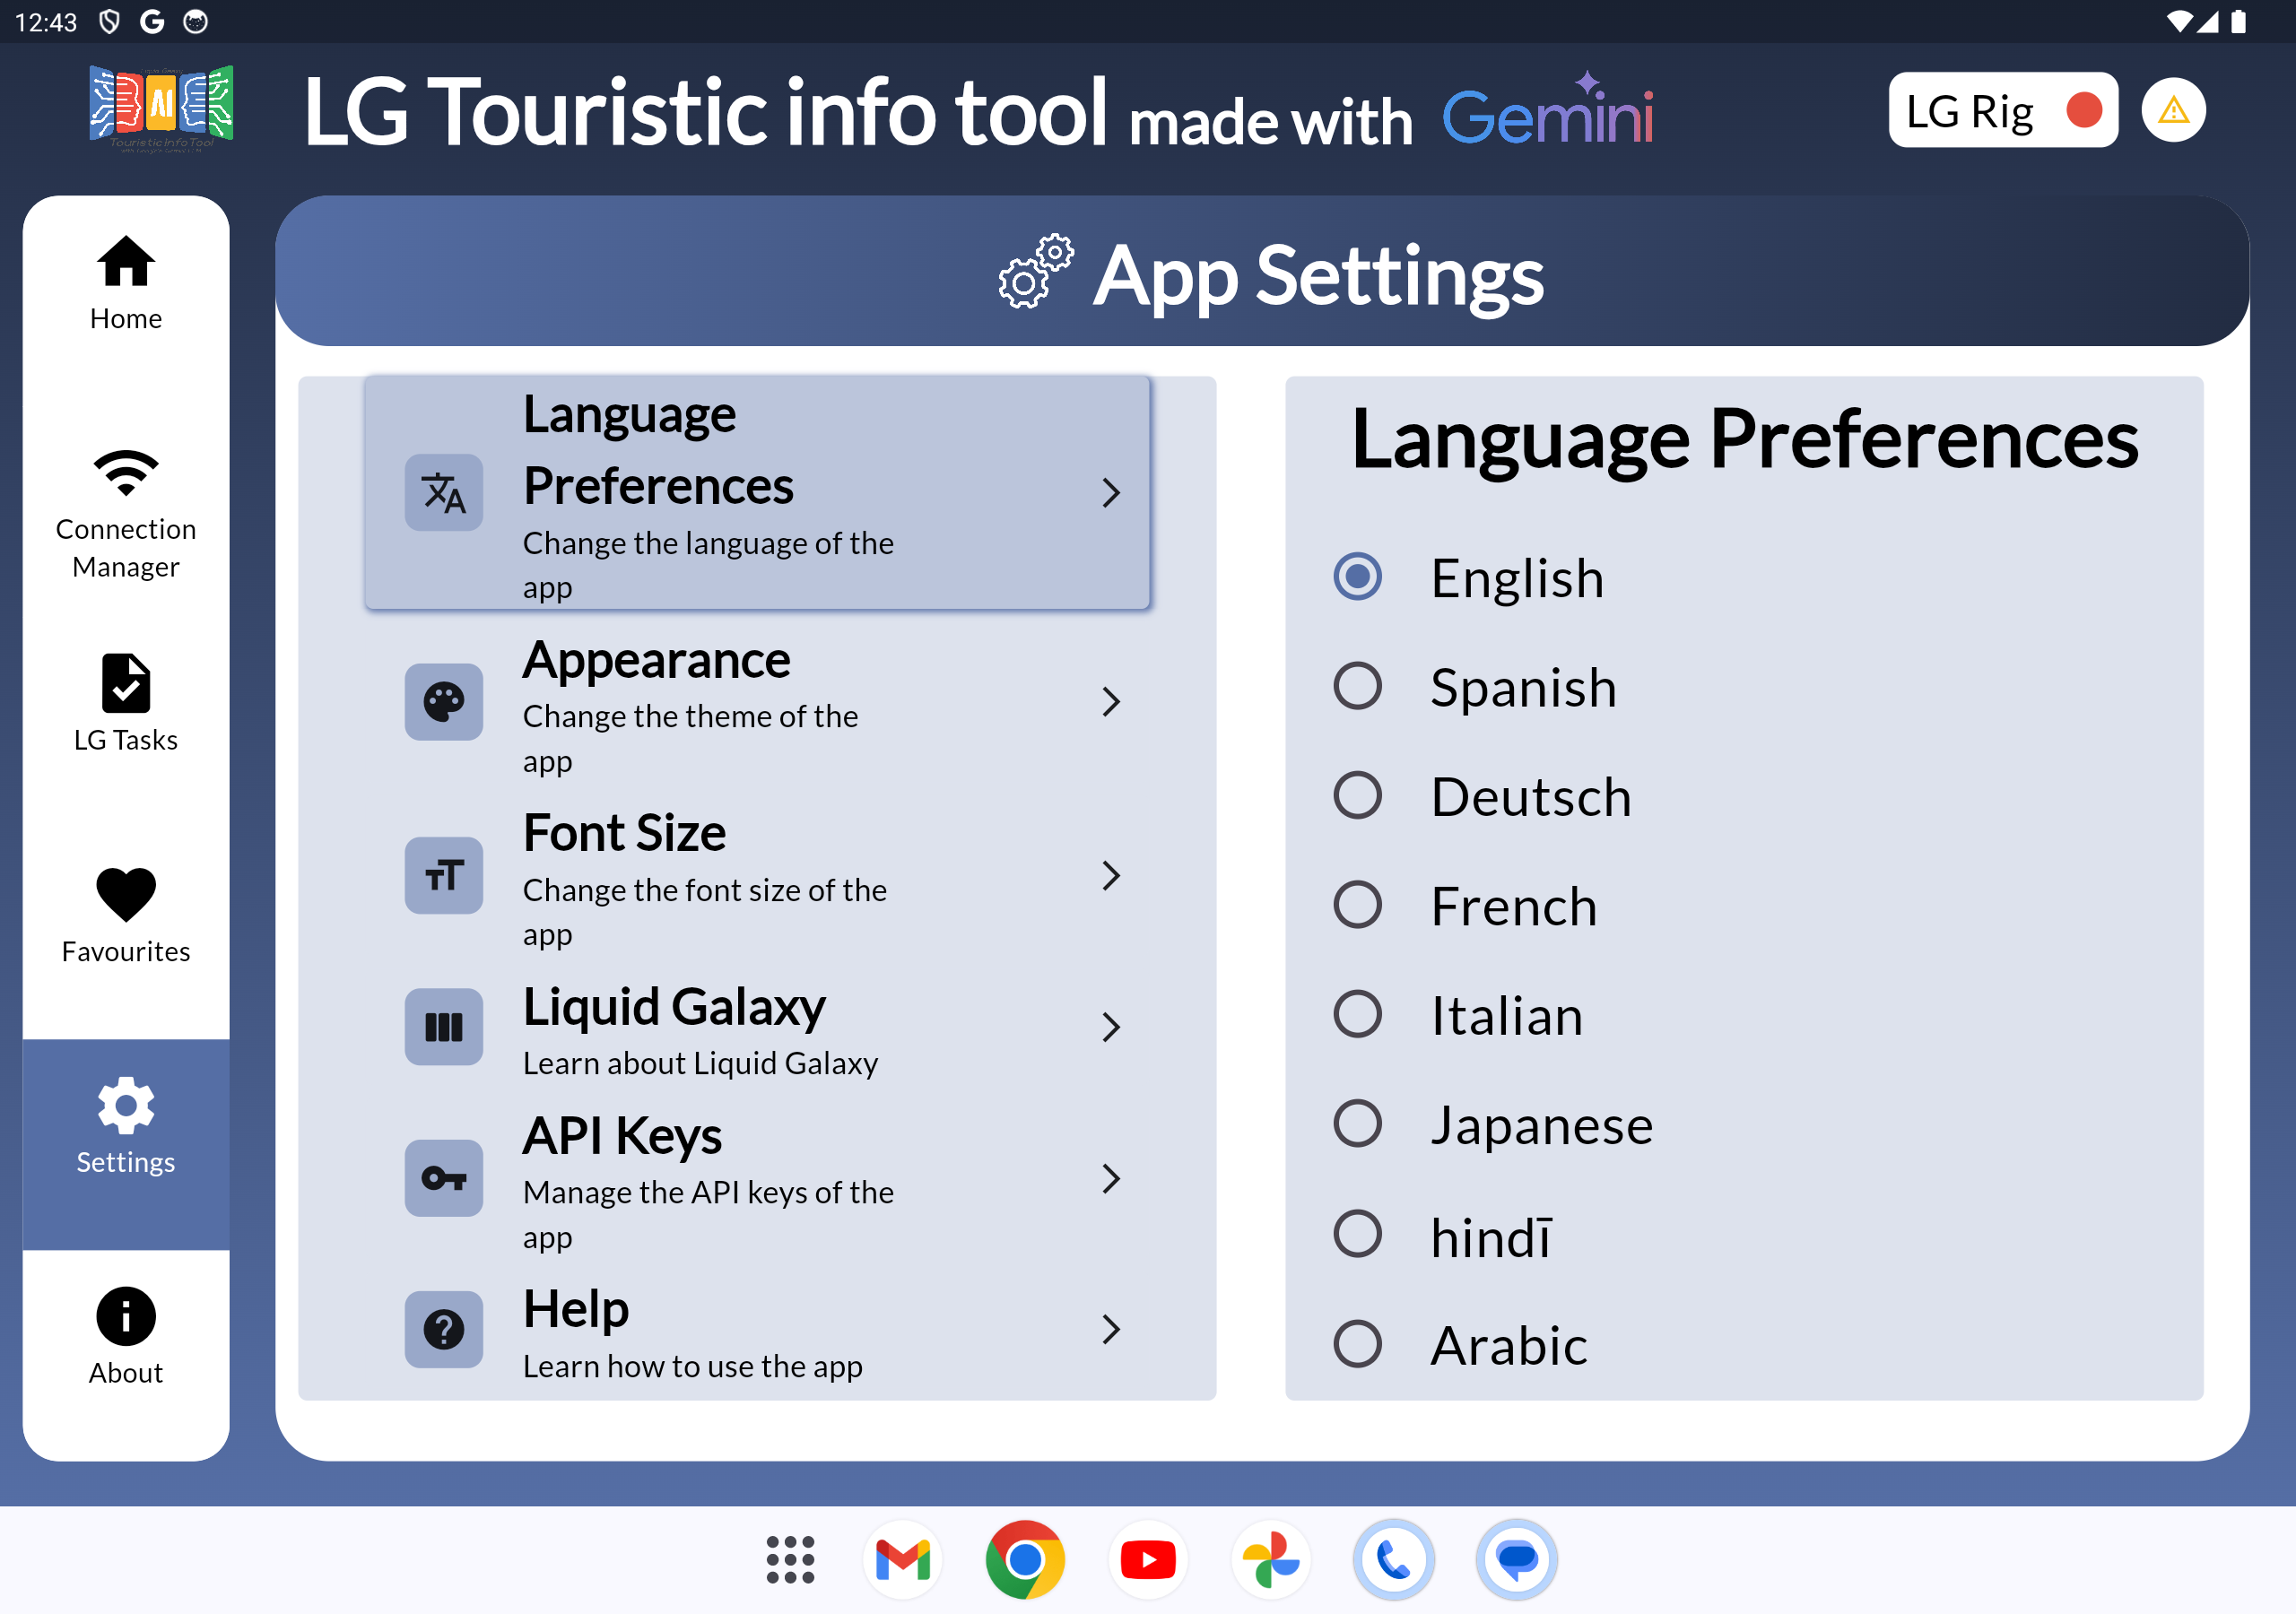 12:43
LG Touristic info tool made with Gemini
LG Rig
AI
Touristic Info Tool
Home
Connection
Manager
LG Tasks
Favourites
Settings
About
App Settings
Language
Preferences
Change the language of the
app
Appearance
Change the theme of the
app
Font Size
Change the font size of the
app
Liquid Galaxy
Learn about Liquid Galaxy
API Keys
Manage the API keys of the
app
Help
Learn how to use the app
Language Preferences
English
Spanish
Deutsch
French
Italian
Japanese
hindī
Arabic